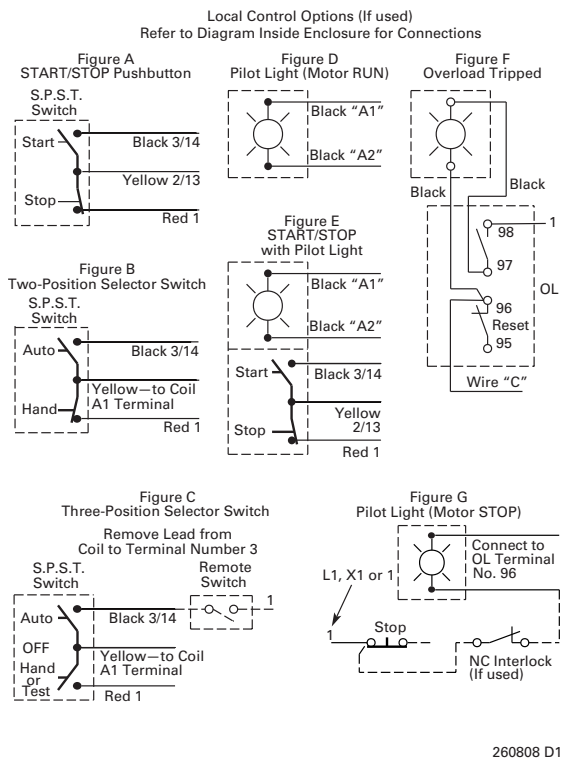 Local Control Options (If used)
Refer to Diagram Inside Enclosure for Connections
Figure A
START/STOP Pushbutton
S.P.S.T.
Switch
Start
Black 3/14
Yellow 2/13
Stop
Red 1
Figure B
Two-Position Selector Switch
S.P.S.T.
Switch
Auto
Black 3/14
Yellow—to Coil
A1 Terminal
Hand
Red 1
Figure C
Three-Position Selector Switch
Remove Lead from
Coil to Terminal Number 3
S.P.S.T.
Switch
Remote
Switch
Auto
Black 3/14
1
OFF
Yellow—to Coil
A1 Terminal
Hand
or
Test
Red 1
Figure D
Pilot Light (Motor RUN)
Black “A1”
Black “A2”
Figure E
START/STOP
with Pilot Light
Black “A1”
Black “A2”
Start
Black 3/14
Yellow
2/13
Stop
Red 1
Figure F
Overload Tripped
Black
Black
1
98
97
OL
96
Reset
95
Wire “C”
Figure G
Pilot Light (Motor STOP)
Connect to
OL Terminal
No. 96
L1, X1 or 1
Stop
1
NC Interlock
(If used)
260808 D1